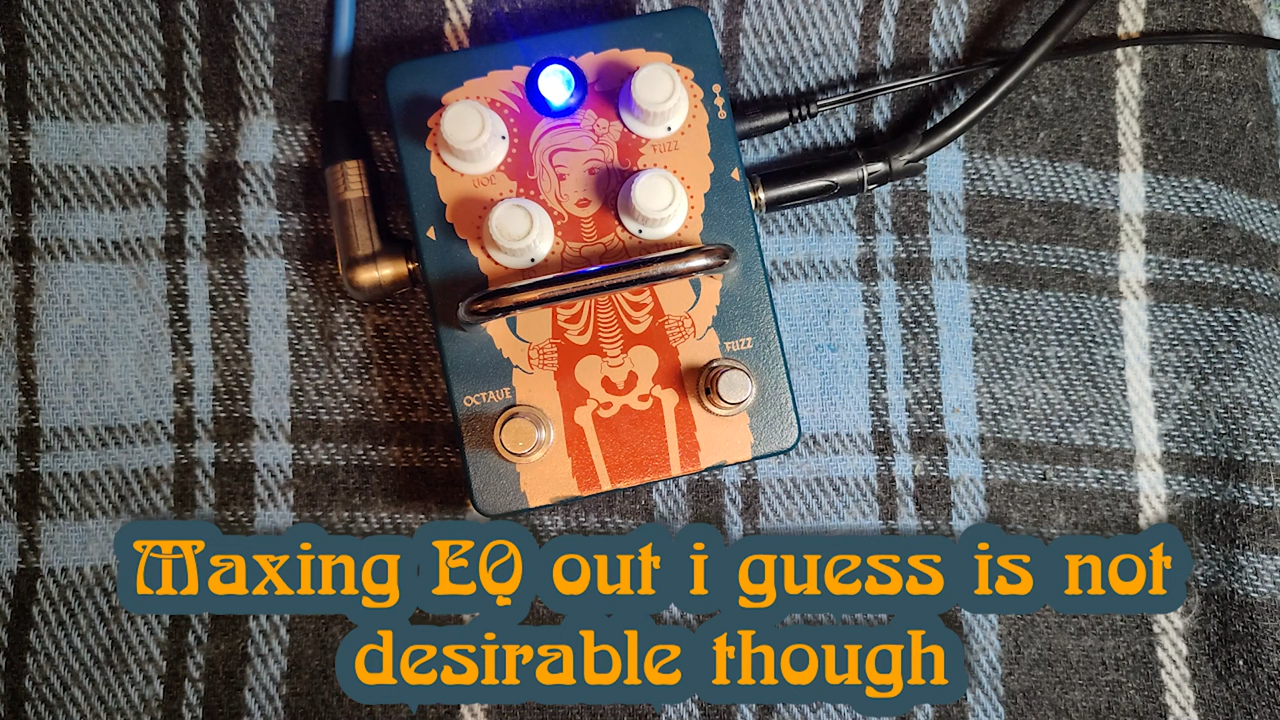 VOL
FUZZ
FUZZ
OCTAVE
Maxing EQ out i guess is not
desirable though